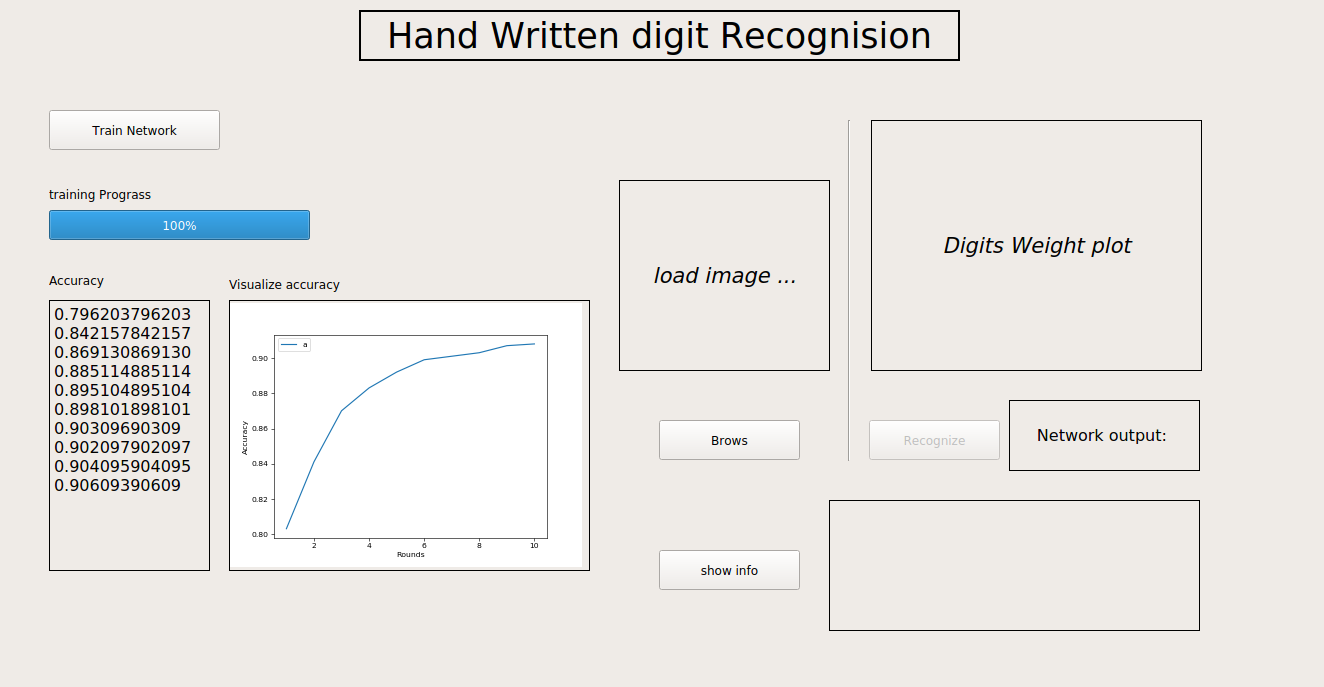 Hand Written digit Recognision
Train Network
training Prograss
100%
Accuracy
0.796203796203
0.842157842157
0.869130869130
0.885114885114
0.895104895104
0.898101898101
0.90309690309
0.902097902097
0.904095904095
0.90609390609
Visualize accuracy
a
0.90
0.88
0.86
0.84
0.82
0.80
Accuracy
2 4 6 8 10
Rounds
load image ...
Brows
show info
Digits Weight plot
Recognize
Network output: